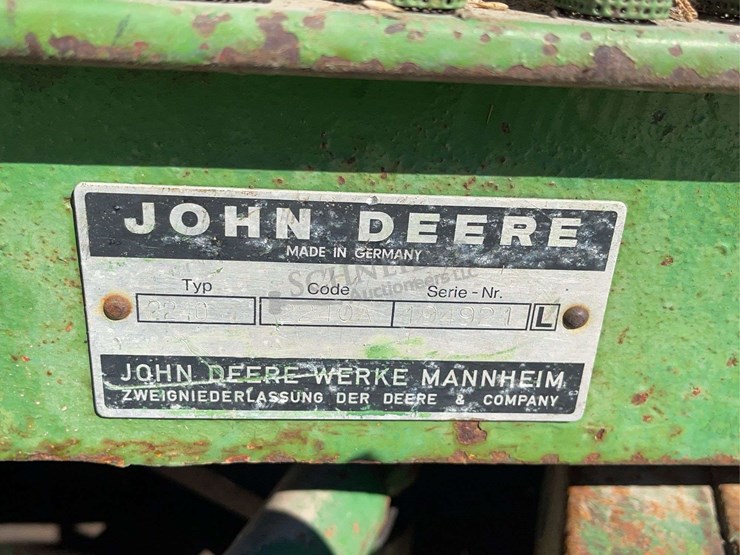 JOHN DEERE
MADE IN GERMANY
Typ Code Serie - Nr.
L
JOHN DEERE WERKE MANNHEIM
ZWEIGNIEDERLASSUNG DER DEERE & COMPANY